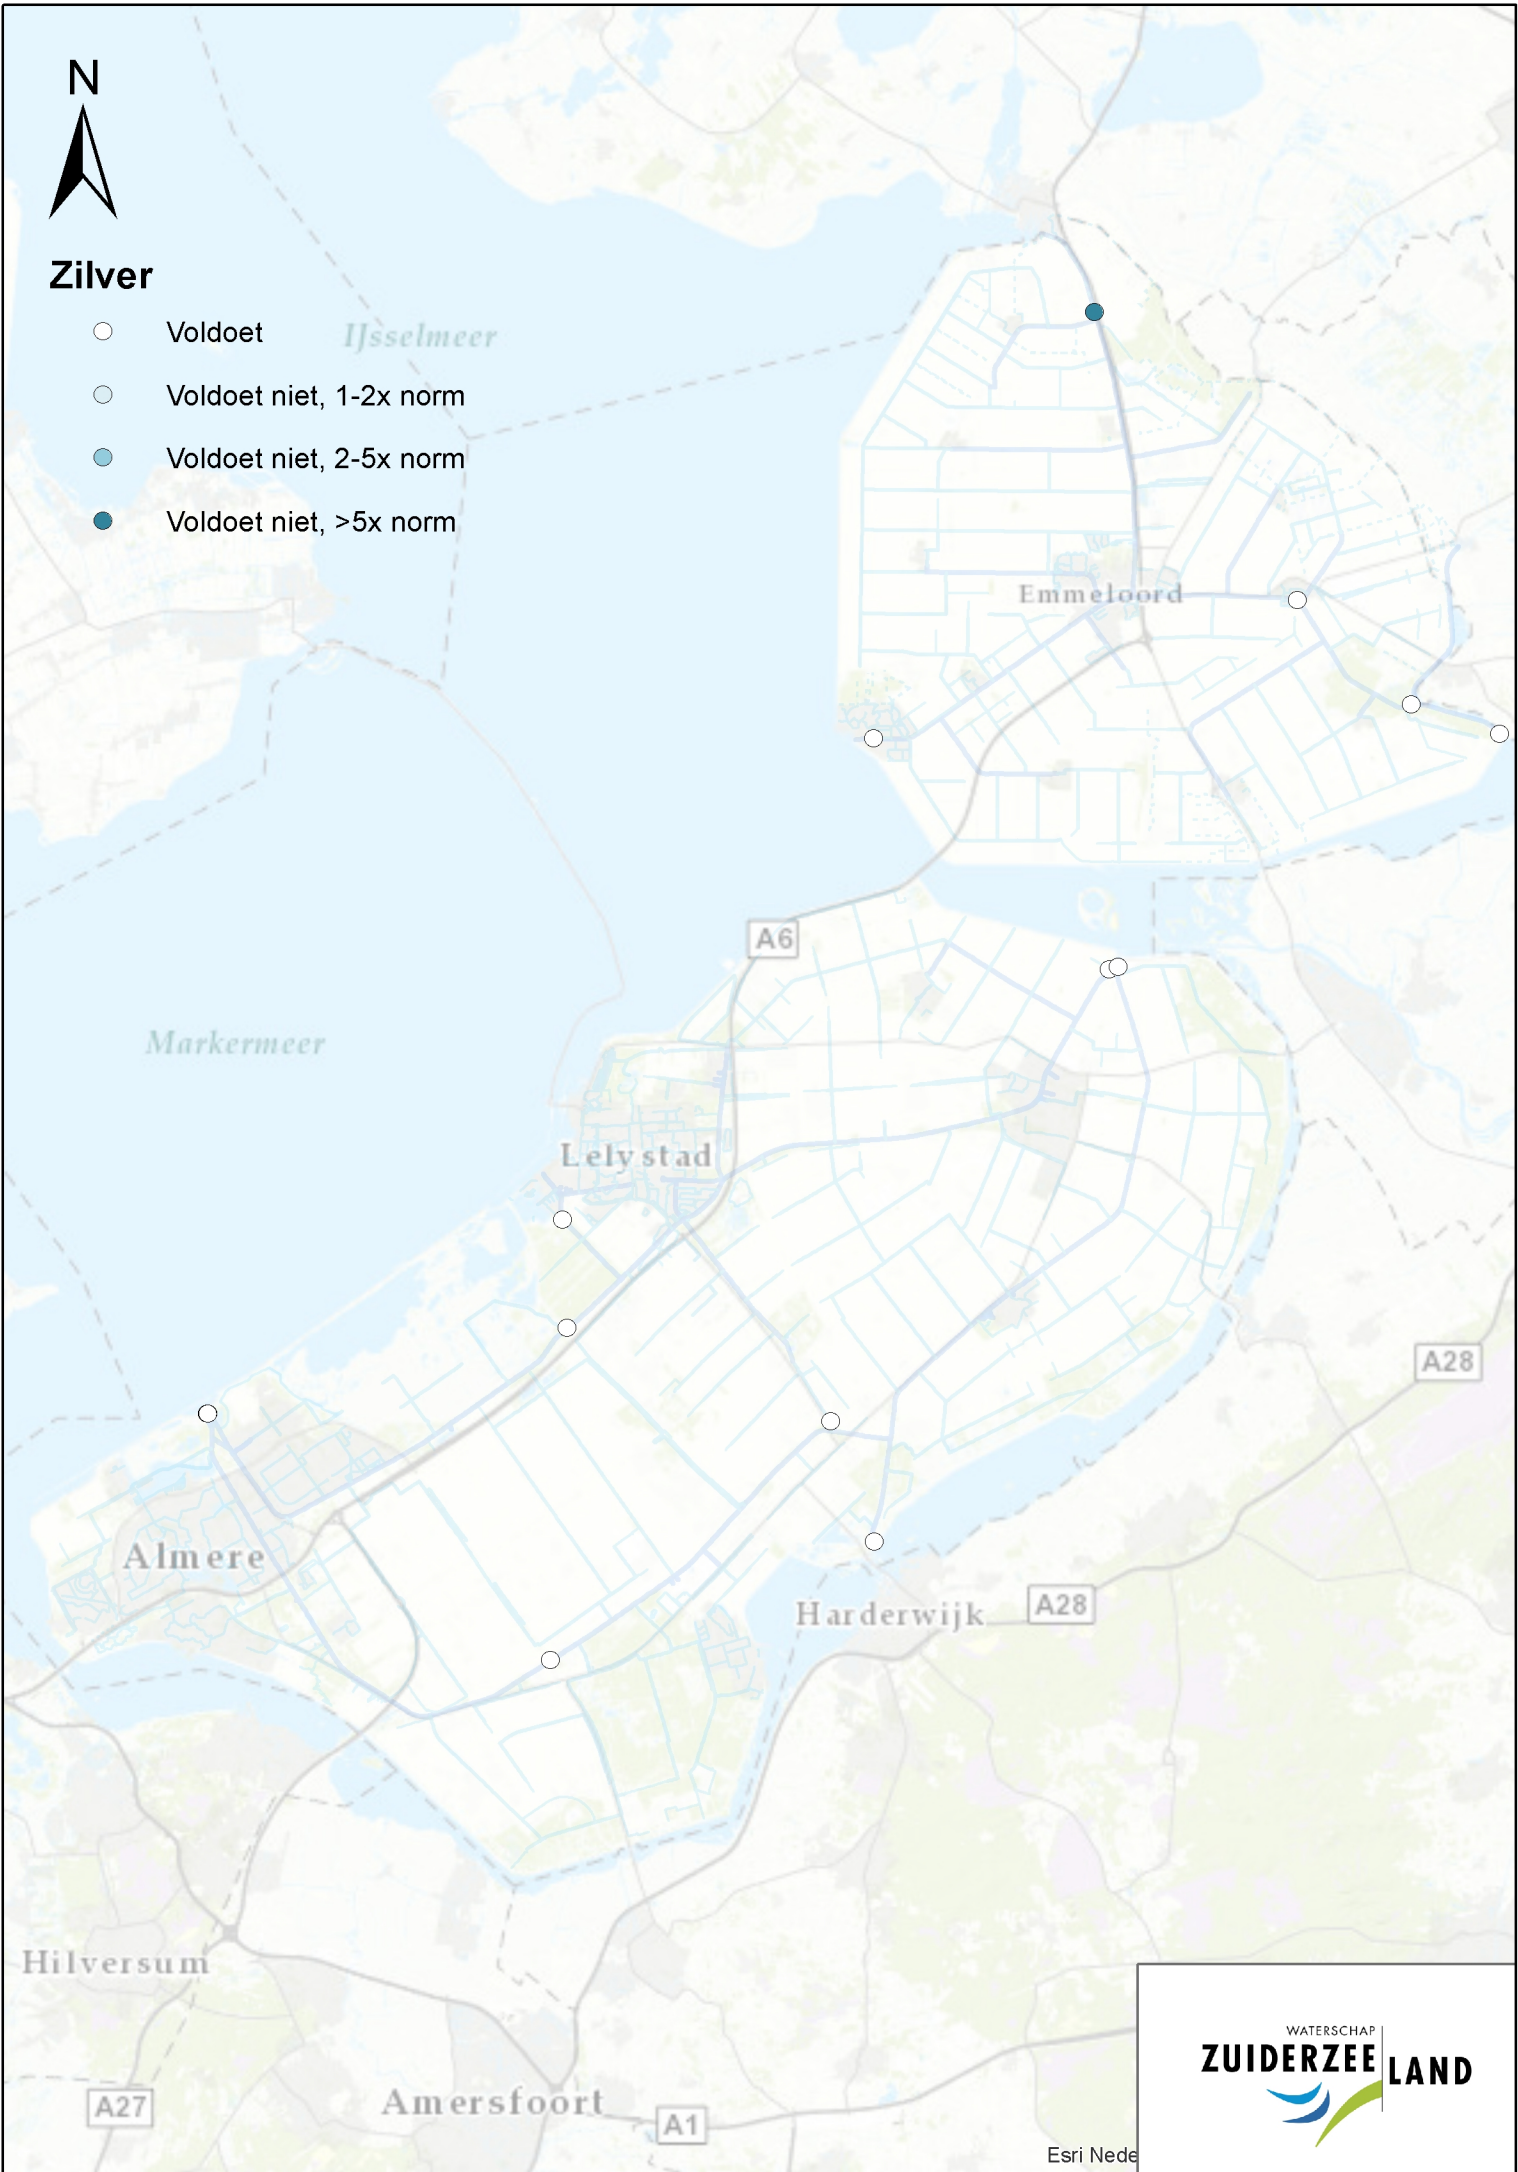 N
Zilver
Voldoet
Voldoet niet, 1-2x norm
Voldoet niet, 2-5x norm
Voldoet niet, >5x norm
IJsselmeer
Emmeloord
A6
Markermeer
Lelystad
A28
Almere
Harderwijk
A28
Hilversum
Amersfoort
A27
A1
Esri Nede
WATERSCHAP
ZUIDERZEE LAND